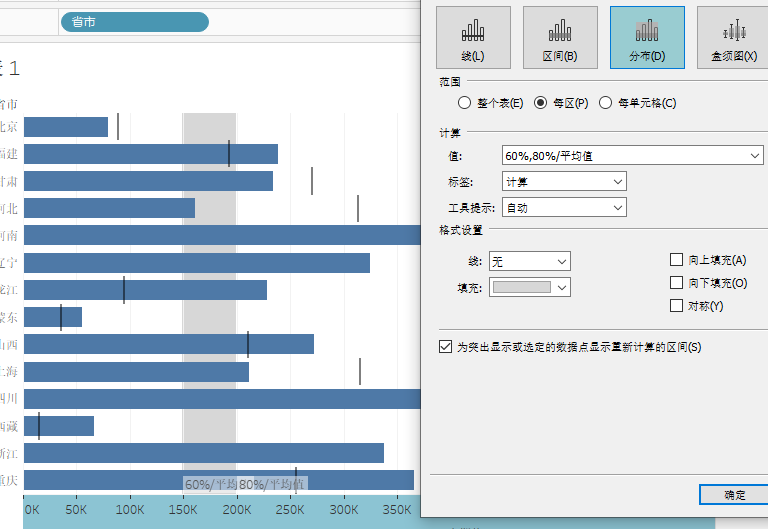 省市
表 1
省市
北京
福建
甘肃
河北
河南
辽宁
龙江
蒙东
山西
上海
四川
西藏
浙江
重庆
60%/平均 80%/平均值
0K 50K 100K 150K 200K 250K 300K 350K
线(L) 区间(B) 分布(D) 盒须图(X)
范围
整个表(E) 每区(P) 每单元格(C)
计算
值: 60%,80%/平均值
标签: 计算
工具提示: 自动
格式设置
线: 无
填充:
向上填充(A)
向下填充(O)
对称(Y)
为突出显示或选定的数据点显示重新计算的区间(S)
确定